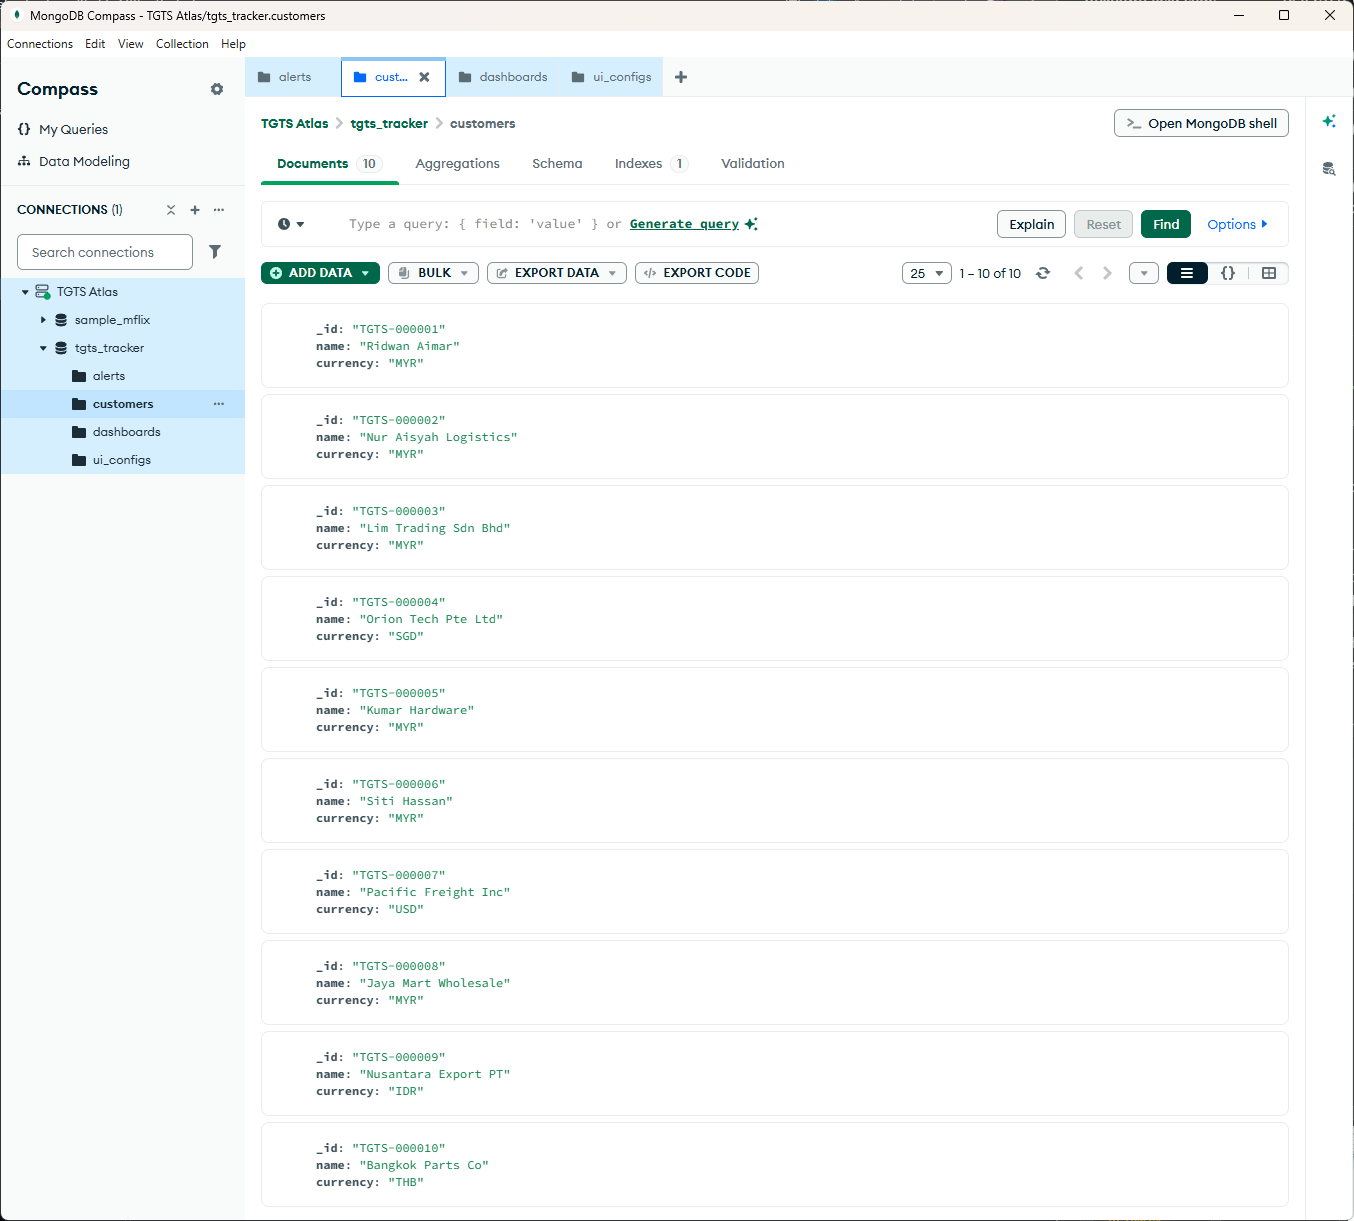 MongoDB Compass - TGTS Atlas/tgts_tracker.customers
Connections Edit View Collection Help
Compass
My Queries
Data Modeling
CONNECTIONS (1)
Search connections
TGTS Atlas
sample_mflix
tgts_tracker
alerts
customers
dashboards
ui_configs
alerts cust... dashboards ui_configs
TGTS Atlas tgts_tracker customers
>_ Open MongoDB shell
Documents 10 Aggregations Schema Indexes 1 Validation
Type a query: { field: 'value' } or Generate query
Explain Reset Find Options
ADD DATA BULK EXPORT DATA EXPORT CODE
25 1 – 10 of 10
_id: "TGTS-000001"
name: "Ridwan Aimar"
currency: "MYR"
_id: "TGTS-000002"
name: "Nur Aisyah Logistics"
currency: "MYR"
_id: "TGTS-000003"
name: "Lim Trading Sdn Bhd"
currency: "MYR"
_id: "TGTS-000004"
name: "Orion Tech Pte Ltd"
currency: "SGD"
_id: "TGTS-000005"
name: "Kumar Hardware"
currency: "MYR"
_id: "TGTS-000006"
name: "Siti Hassan"
currency: "MYR"
_id: "TGTS-000007"
name: "Pacific Freight Inc"
currency: "USD"
_id: "TGTS-000008"
name: "Jaya Mart Wholesale"
currency: "MYR"
_id: "TGTS-000009"
name: "Nusantara Export PT"
currency: "IDR"
_id: "TGTS-000010"
name: "Bangkok Parts Co"
currency: "THB"